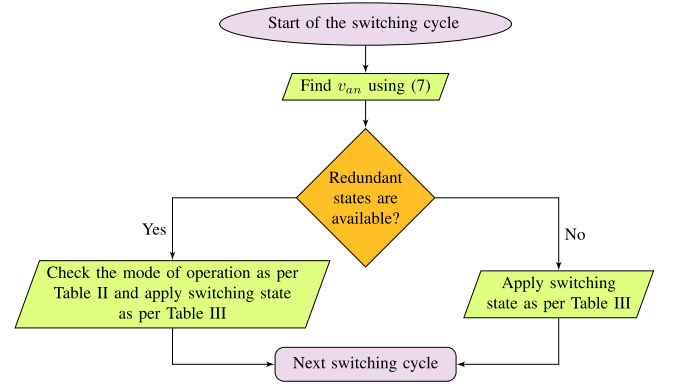 Start of the switching cycle
Find v_{an} using (7)
Redundant
states are
available?
Yes
No
Check the mode of operation as per
Table II and apply switching state
as per Table III
Apply switching
state as per Table III
Next switching cycle